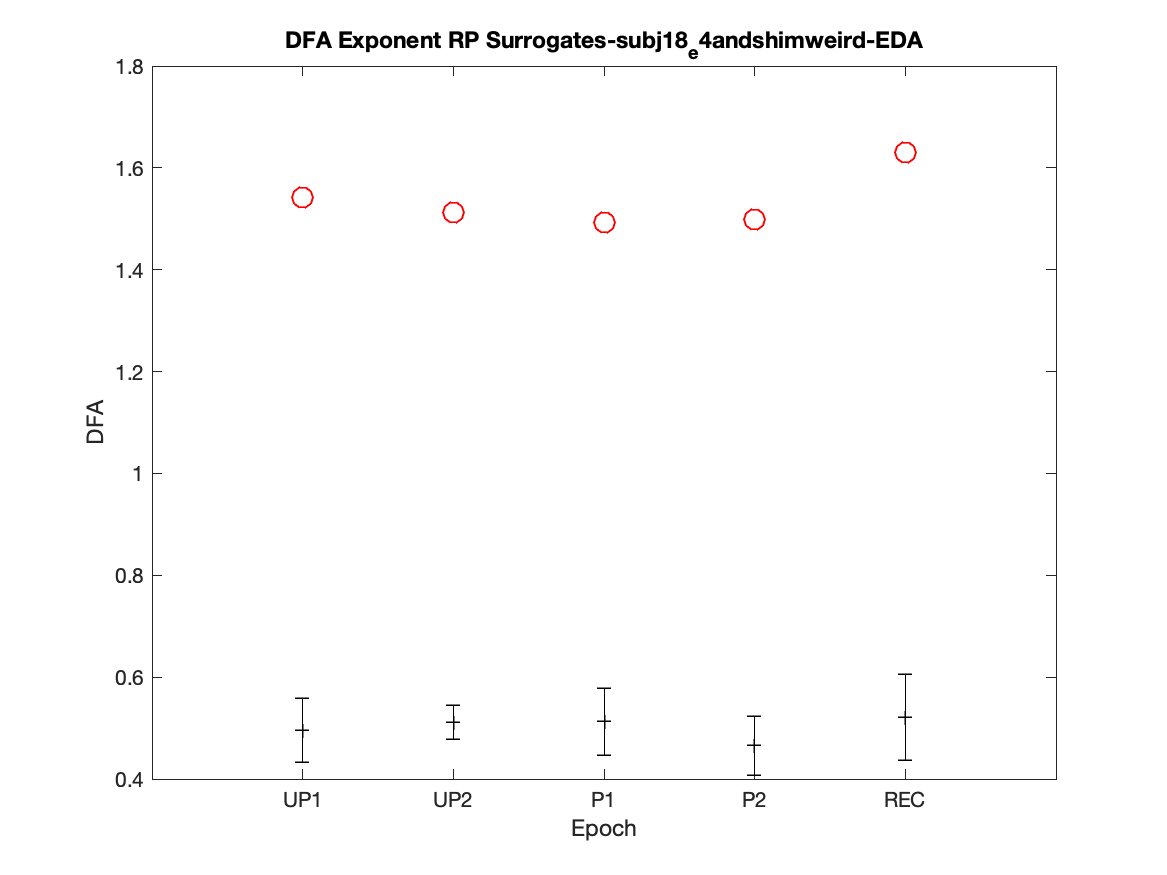 DFA Exponent RP Surrogates-subj18e4andshimweird-EDA
1.8
1.6
1.4
1.2
1
0.8
0.6
0.4
DFA
UP1 UP2 P1 P2 REC
Epoch